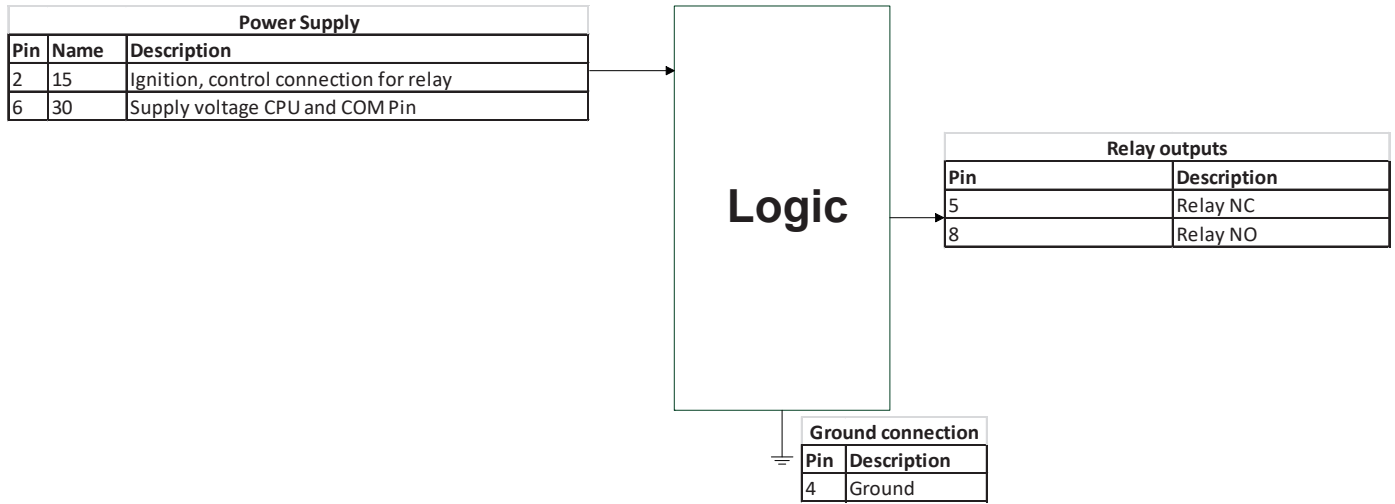 Power Supply
Pin Name Description
2 15 Ignition, control connection for relay
6 30 Supply voltage CPU and COM Pin
Logic
Relay outputs
Pin Description
5 Relay NC
8 Relay NO
Ground connection
Pin Description
4 Ground